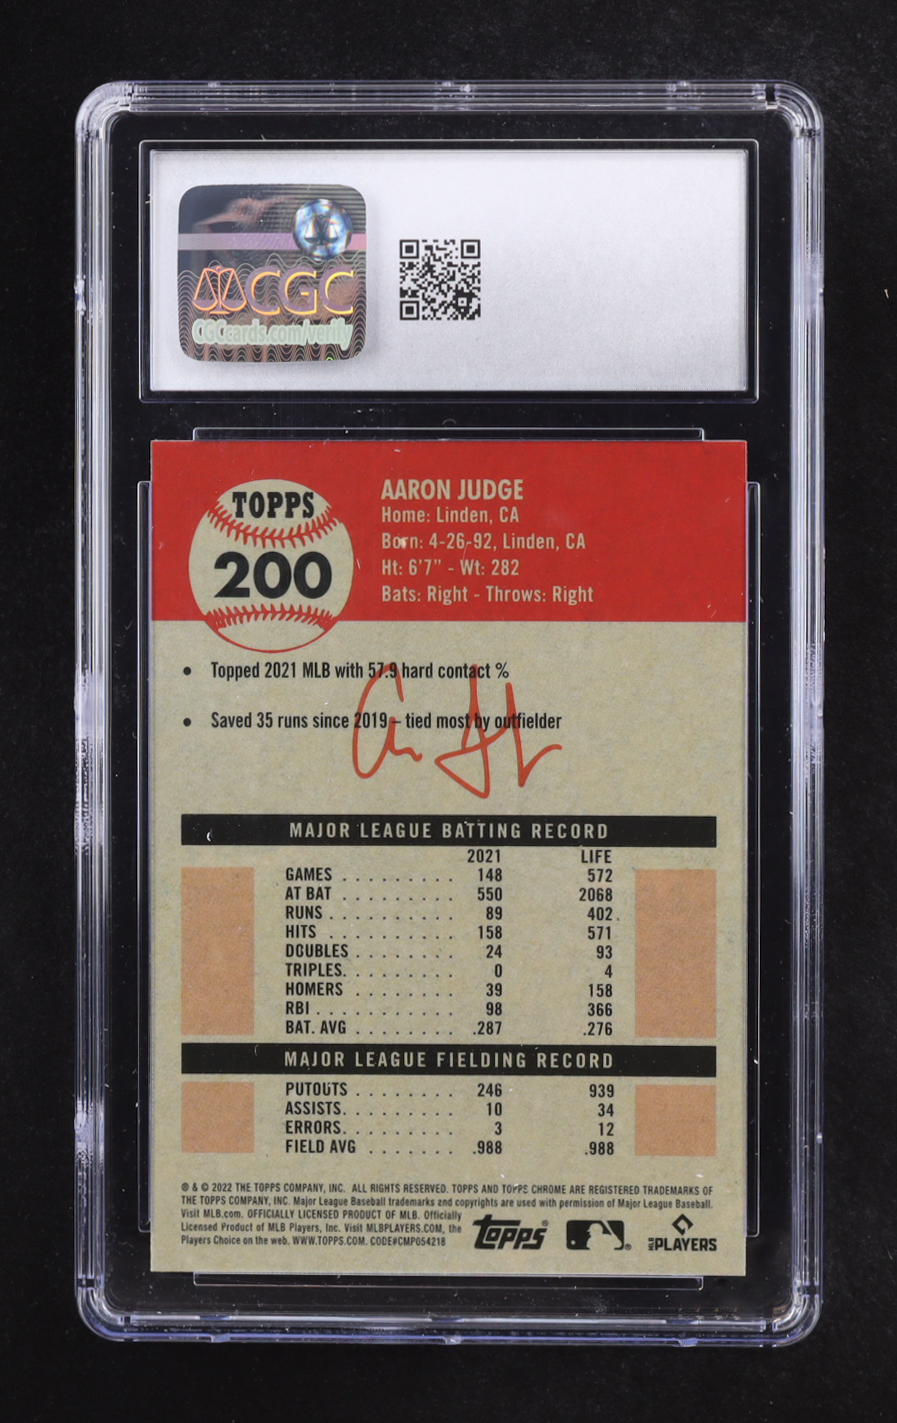 CGC
CGCcards.com/verify
TOPPS
200
AARON JUDGE
Home: Linden, CA
Born: 4-26-92, Linden, CA
Ht: 6'7" - Wt: 282
Bats: Right - Throws: Right
• Topped 2021 MLB with 57.9 hard contact %
• Saved 35 runs since 2019 – tied most by outfielder
MAJOR LEAGUE BATTING RECORD
2021 LIFE
GAMES . . . . . . . . . 148 572
AT BAT . . . . . . . . . 550 2068
RUNS . . . . . . . . . . 89 402
HITS . . . . . . . . . . 158 571
DOUBLES . . . . . . . . 24 93
TRIPLES. . . . . . . . . 0 4
HOMERS . . . . . . . . 39 158
RBI . . . . . . . . . . . 98 366
BAT. AVG . . . . . . . . .287 .276
MAJOR LEAGUE FIELDING RECORD
PUTOUTS . . . . . . . . 246 939
ASSISTS. . . . . . . . . 10 34
ERRORS. . . . . . . . . 3 12
FIELD AVG . . . . . . . .988 .988
® & © 2022 THE TOPPS COMPANY, INC. ALL RIGHTS RESERVED. TOPPS AND TOPPS CHROME ARE REGISTERED TRADEMARKS OF
THE TOPPS COMPANY, INC. Major League Baseball trademarks and copyrights are used with permission of Major League Baseball.
Visit MLB.com. OFFICIALLY LICENSED PRODUCT OF MLB. Officially
Licensed Product of MLB Players, Inc. Visit MLBPLAYERS.COM, the
Players Choice on the web. WWW.TOPPS.COM. CODE#CMP054218
Topps®
MLB PLAYERS